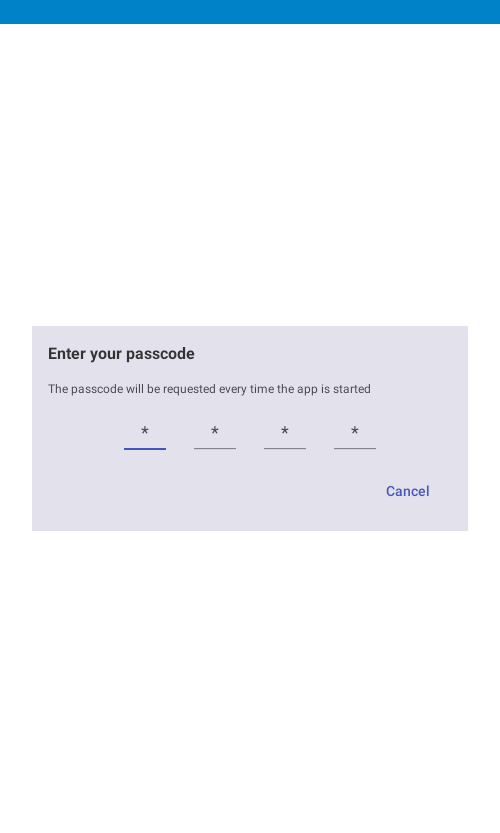 Enter your passcode
The passcode will be requested every time the app is started
* * * *
Cancel